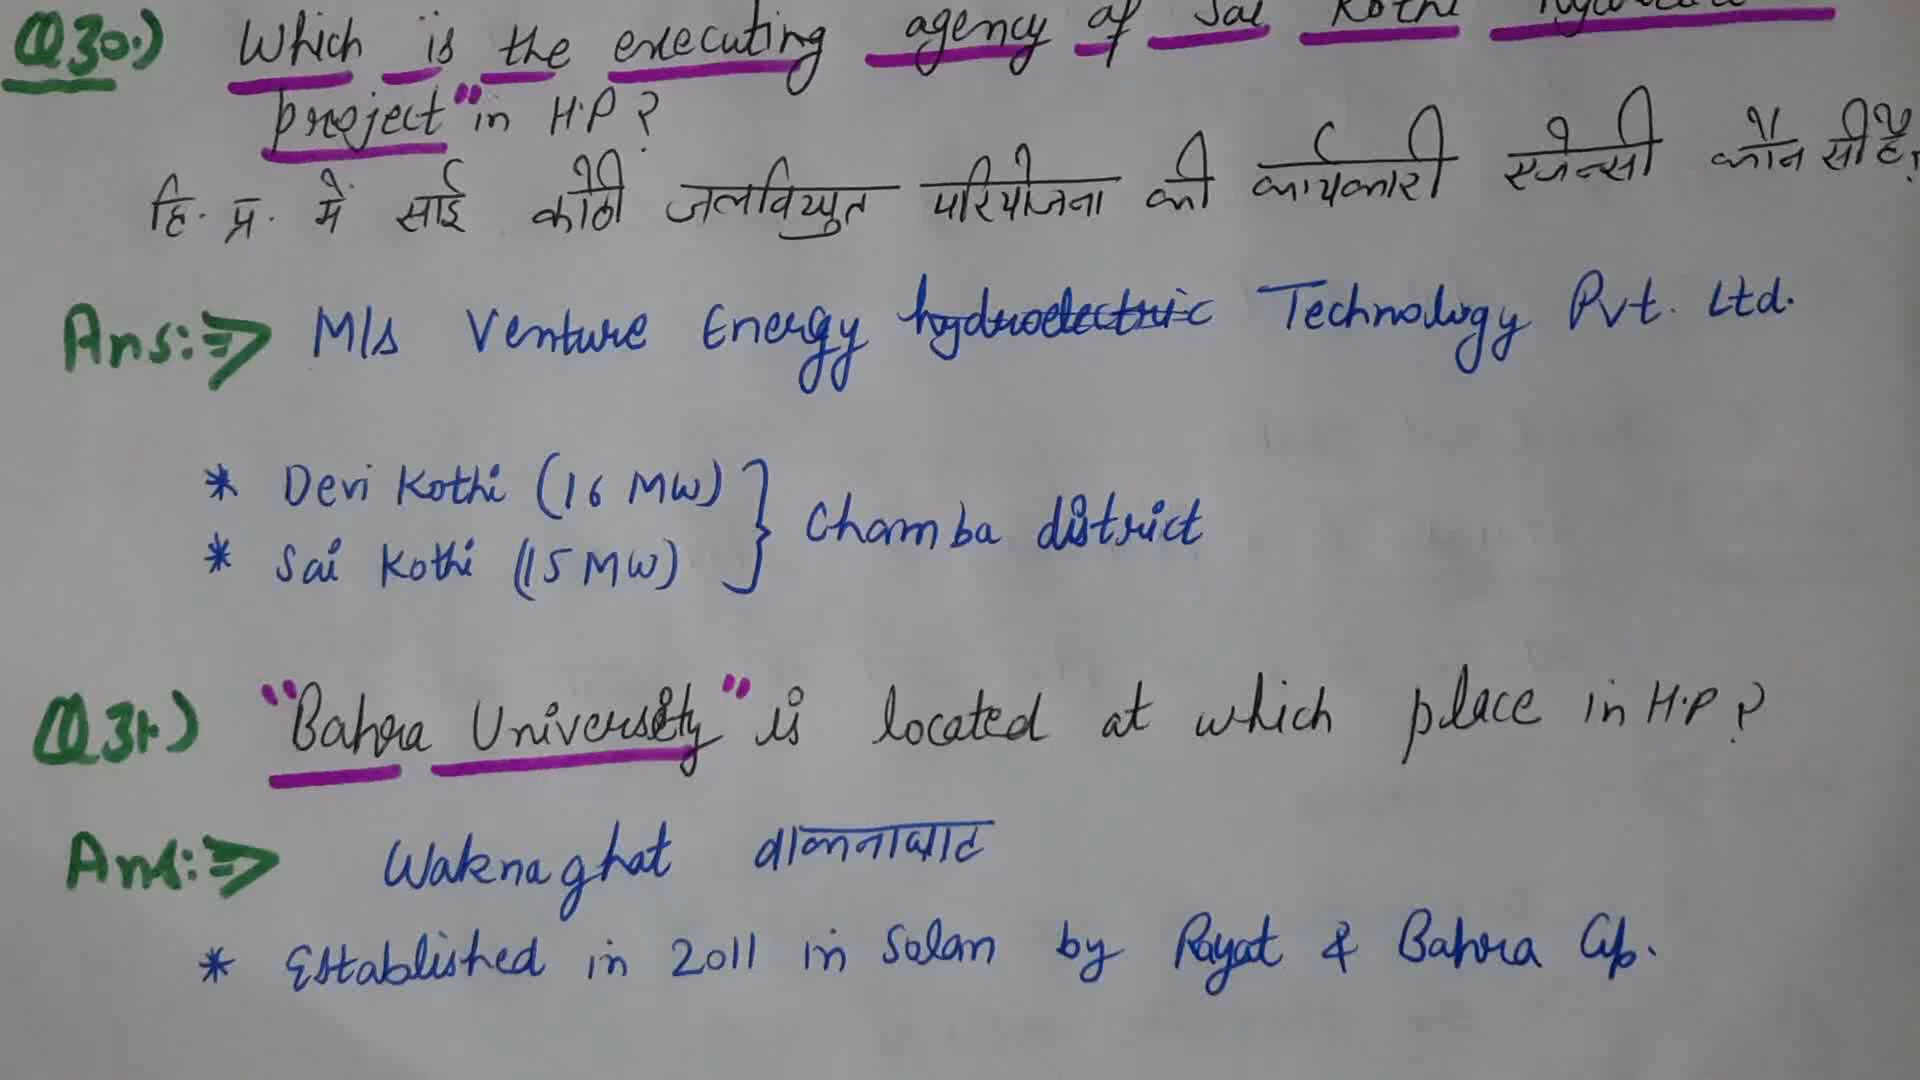 Q30.) Which is the executing agency of Sai Kothi
project" in H.P?
हि. प्र. में साई कोठी जलविद्युत परियोजना की कार्यकारी एजेन्सी कौन सी है?
Ans:⇒ M/s Venture Energy hydroelectric Technology Pvt. Ltd.
* Devi Kothi (16 MW)
* Sai Kothi (15 MW)
} Chamba district
Q31.) "Bahra University" is located at which place in H.P?
Ans:⇒ Waknaghat वाकनाघाट
* Established in 2011 in Solan by Rayat & Bahra Gp.